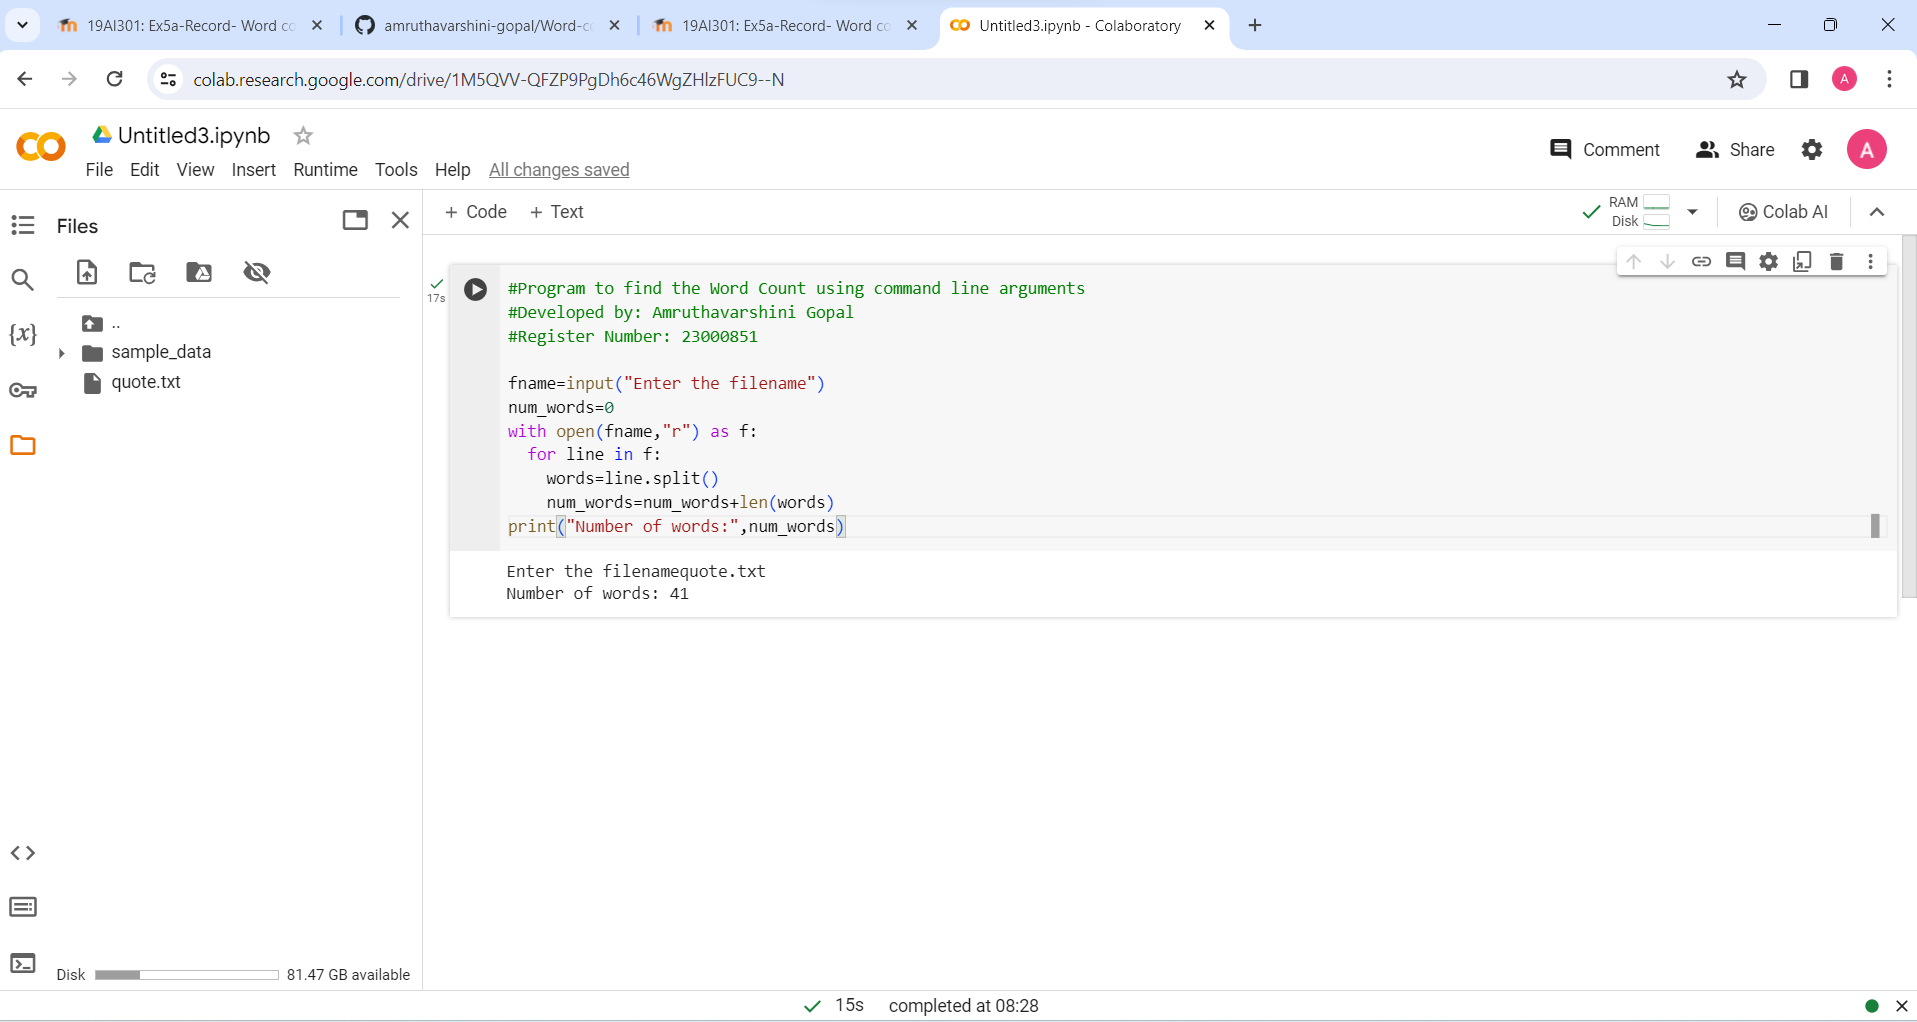 19AI301: Ex5a-Record- Word co
amruthavarshini-gopal/Word-co
19AI301: Ex5a-Record- Word co
Untitled3.ipynb - Colaboratory
colab.research.google.com/drive/1M5QVV-QFZP9PgDh6c46WgZHlzFUC9--N
A
Untitled3.ipynb
File Edit View Insert Runtime Tools Help All changes saved
Comment
Share
A
Files
+ Code + Text
RAM
Disk
Colab AI
..
sample_data
quote.txt
{x}
17s
#Program to find the Word Count using command line arguments
#Developed by: Amruthavarshini Gopal
#Register Number: 23000851
fname=input("Enter the filename")
num_words=0
with open(fname,"r") as f:
for line in f:
words=line.split()
num_words=num_words+len(words)
print("Number of words:",num_words)
Enter the filenamequote.txt
Number of words: 41
Disk 81.47 GB available
15s completed at 08:28